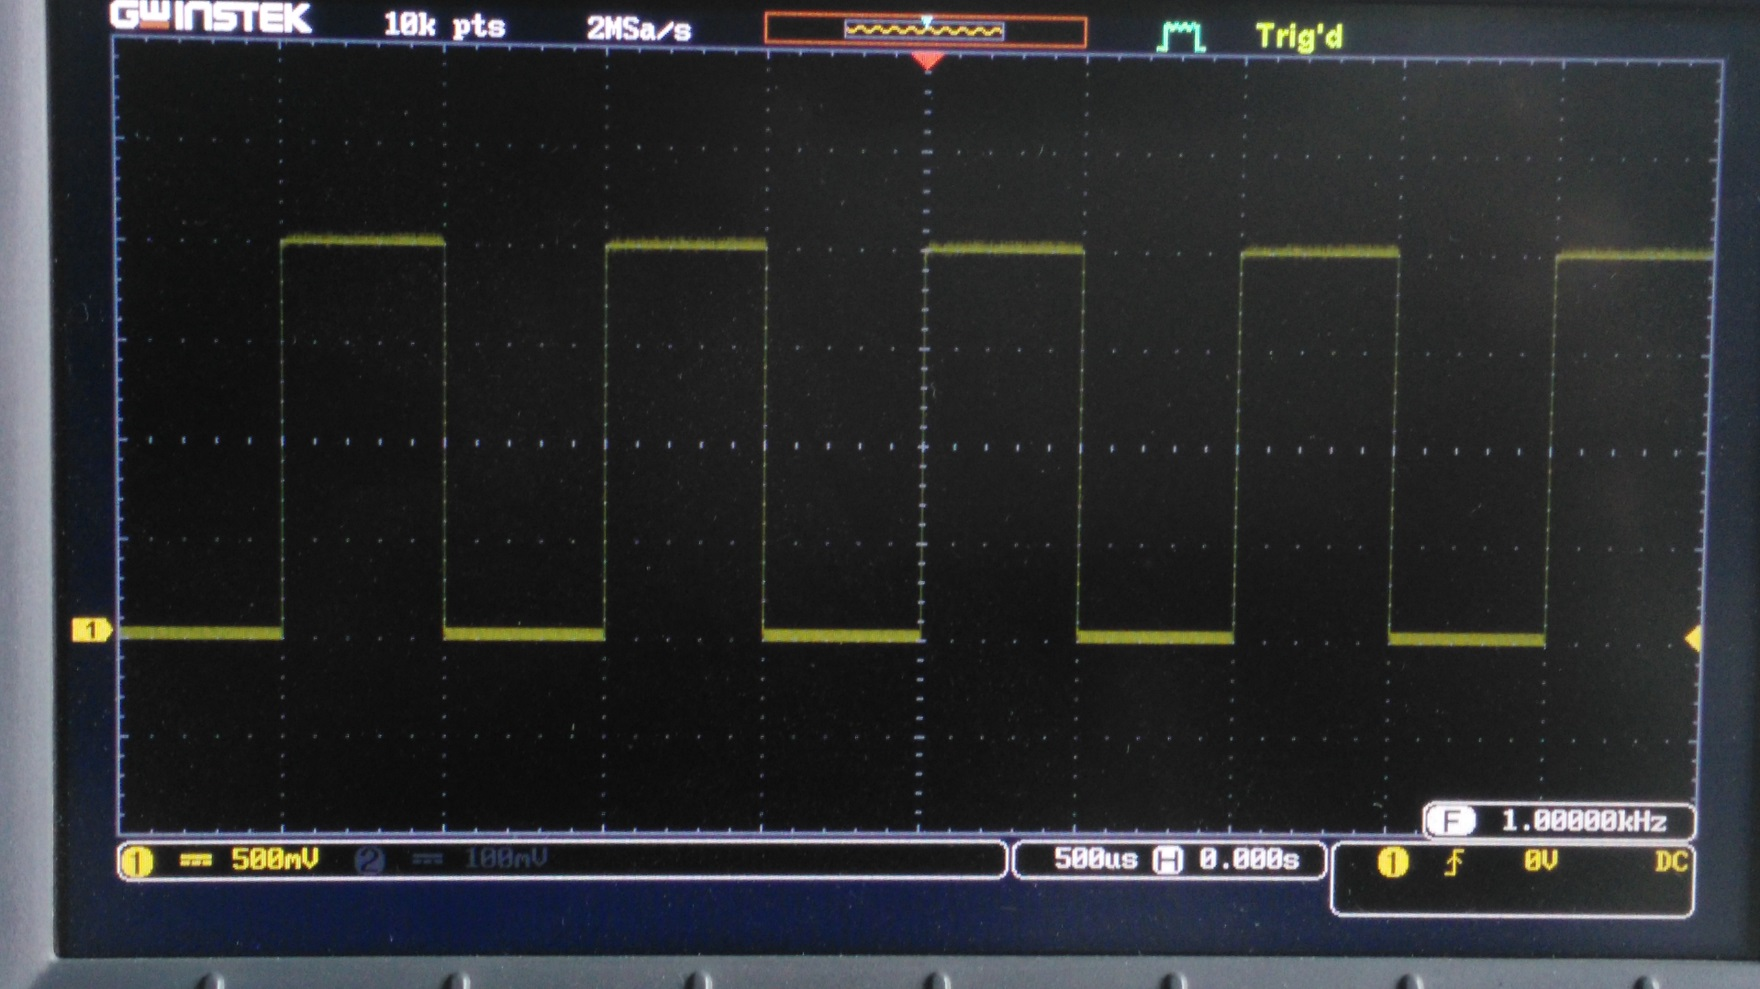 GWINSTEK 10k pts 2MSa/s Trig'd
1
F 1.00000kHz
1 500mV 2 100mV 500us H 0.000s 1 0V DC